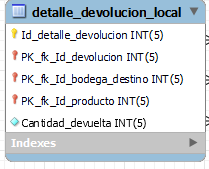 detalle_devolucion_local
Id_detalle_devolucion INT(5)
PK_fk_Id_devolucion INT(5)
PK_fk_Id_bodega_destino INT(5)
PK_fk_Id_producto INT(5)
Cantidad_devuelta INT(5)
Indexes